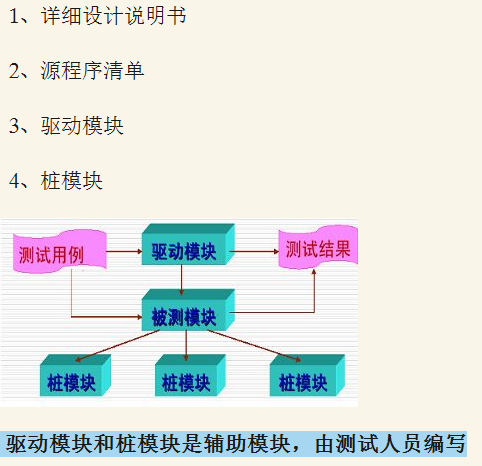 1、详细设计说明书
2、源程序清单
3、驱动模块
4、桩模块
测试用例
驱动模块
测试结果
被测模块
桩模块
桩模块
桩模块
驱动模块和桩模块是辅助模块，由测试人员编写